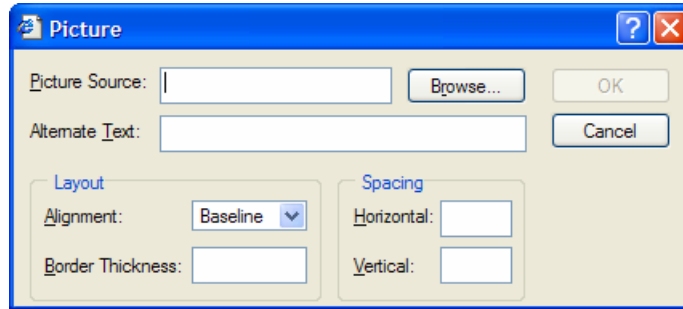 Picture
Picture Source: Browse... OK
Alternate Text: Cancel
Layout Spacing
Alignment: Baseline Horizontal:
Border Thickness: Vertical: